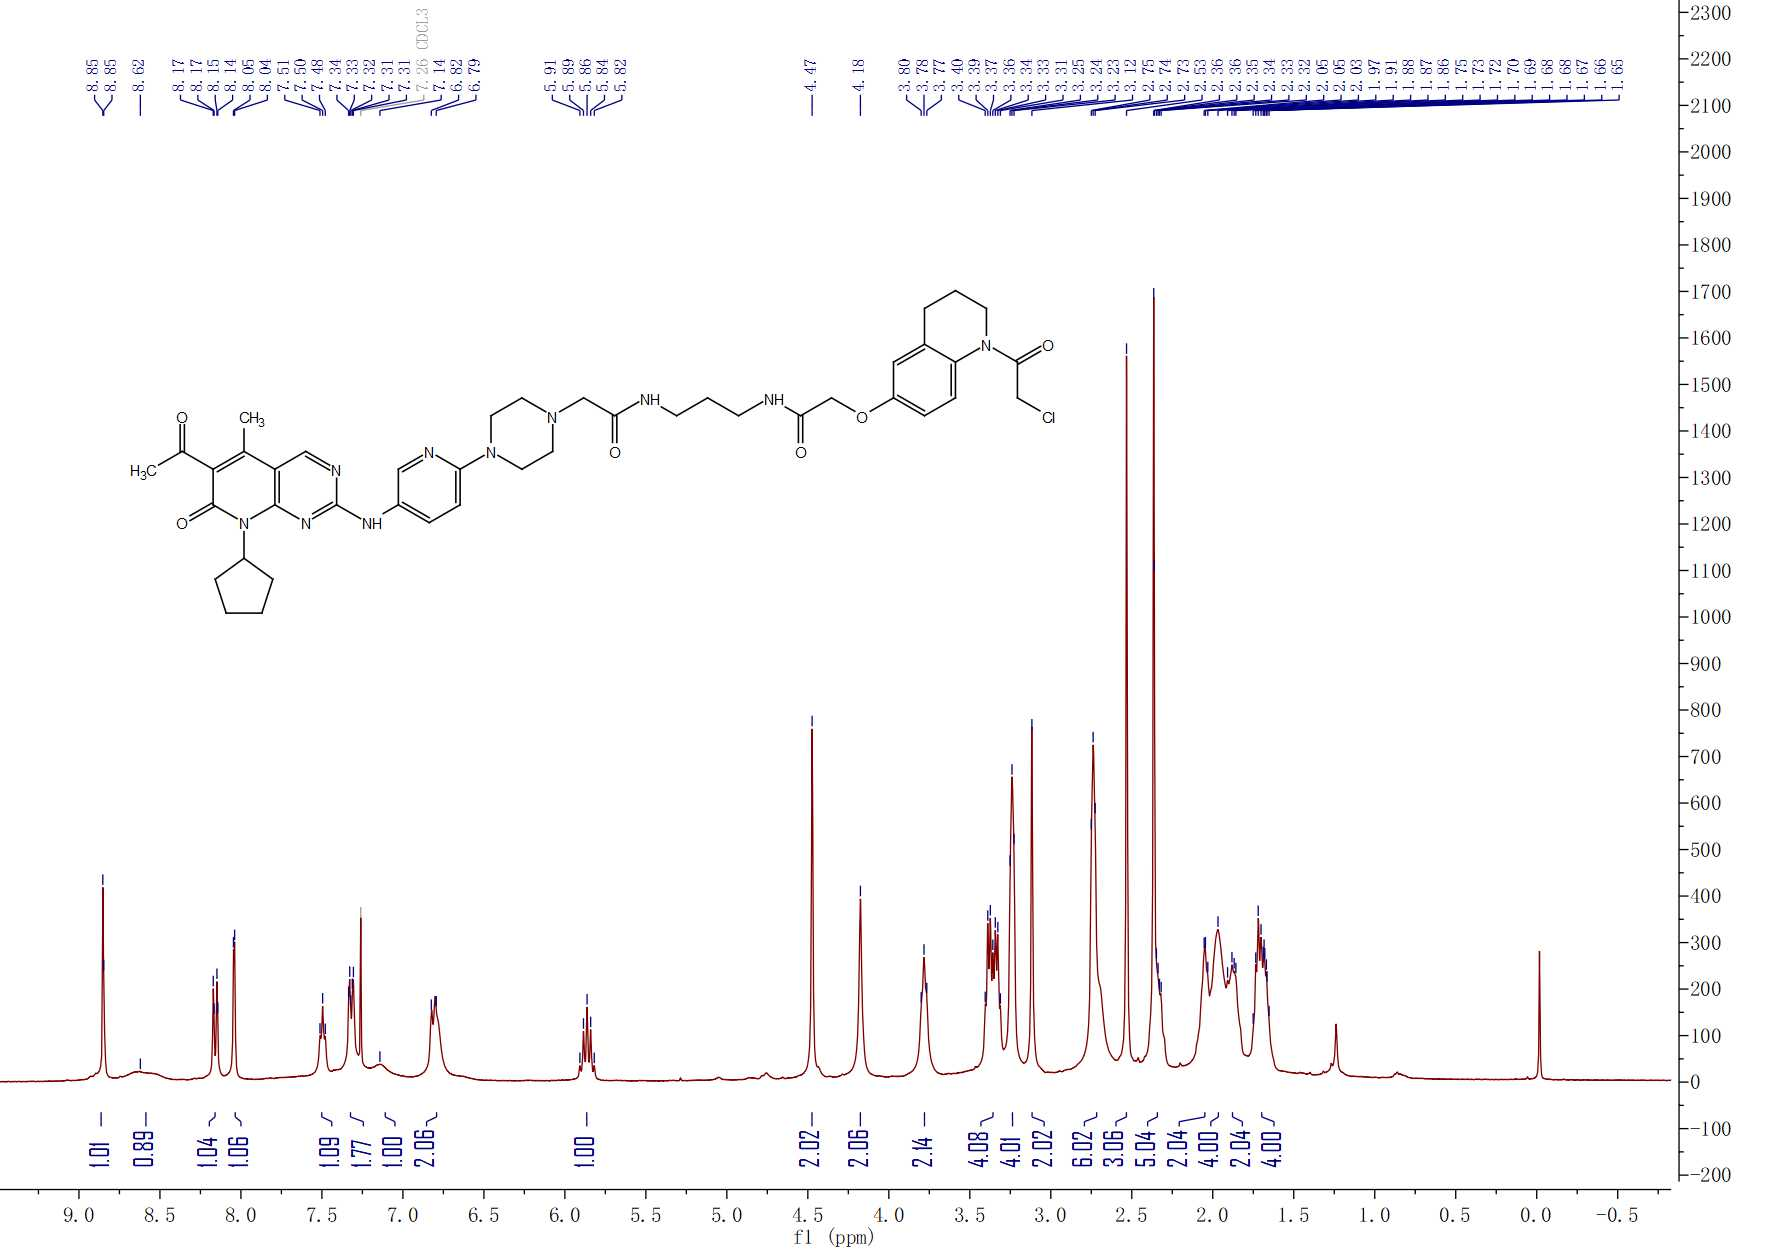 8.85 8.85 8.62 8.17 8.17 8.15 8.14 8.05 8.04 7.51 7.50 7.48 7.34 7.33 7.32 7.31 7.31 7.26 CDCL3 7.14 6.82 6.79 5.91 5.89 5.86 5.84 5.82 4.47 4.18 3.80 3.78 3.77 3.40 3.39 3.37 3.36 3.34 3.33 3.31 3.25 3.24 3.23 3.12 2.75 2.74 2.73 2.53 2.36 2.36 2.35 2.34 2.33 2.32 2.05 2.05 2.03 1.97 1.91 1.88 1.87 1.86 1.75 1.73 1.72 1.70 1.69 1.68 1.68 1.67 1.66 1.65
2300
2200
2100
2000
1900
1800
1700
1600
1500
1400
1300
1200
1100
1000
900
800
700
600
500
400
300
200
100
0
-100
-200
N
O
Cl
O
NH
NH
O
O
O
N
N
N
O
CH3
H3C
N
N
O
N
NH
1.01 0.89 1.04 1.06 1.09 1.77 1.00 2.06 1.00 2.02 2.06 2.14 4.08 4.01 2.02 6.02 3.06 5.04 2.04 4.00 2.04 4.00
9.0 8.5 8.0 7.5 7.0 6.5 6.0 5.5 5.0 4.5 4.0 3.5 3.0 2.5 2.0 1.5 1.0 0.5 0.0 -0.5
f1 (ppm)